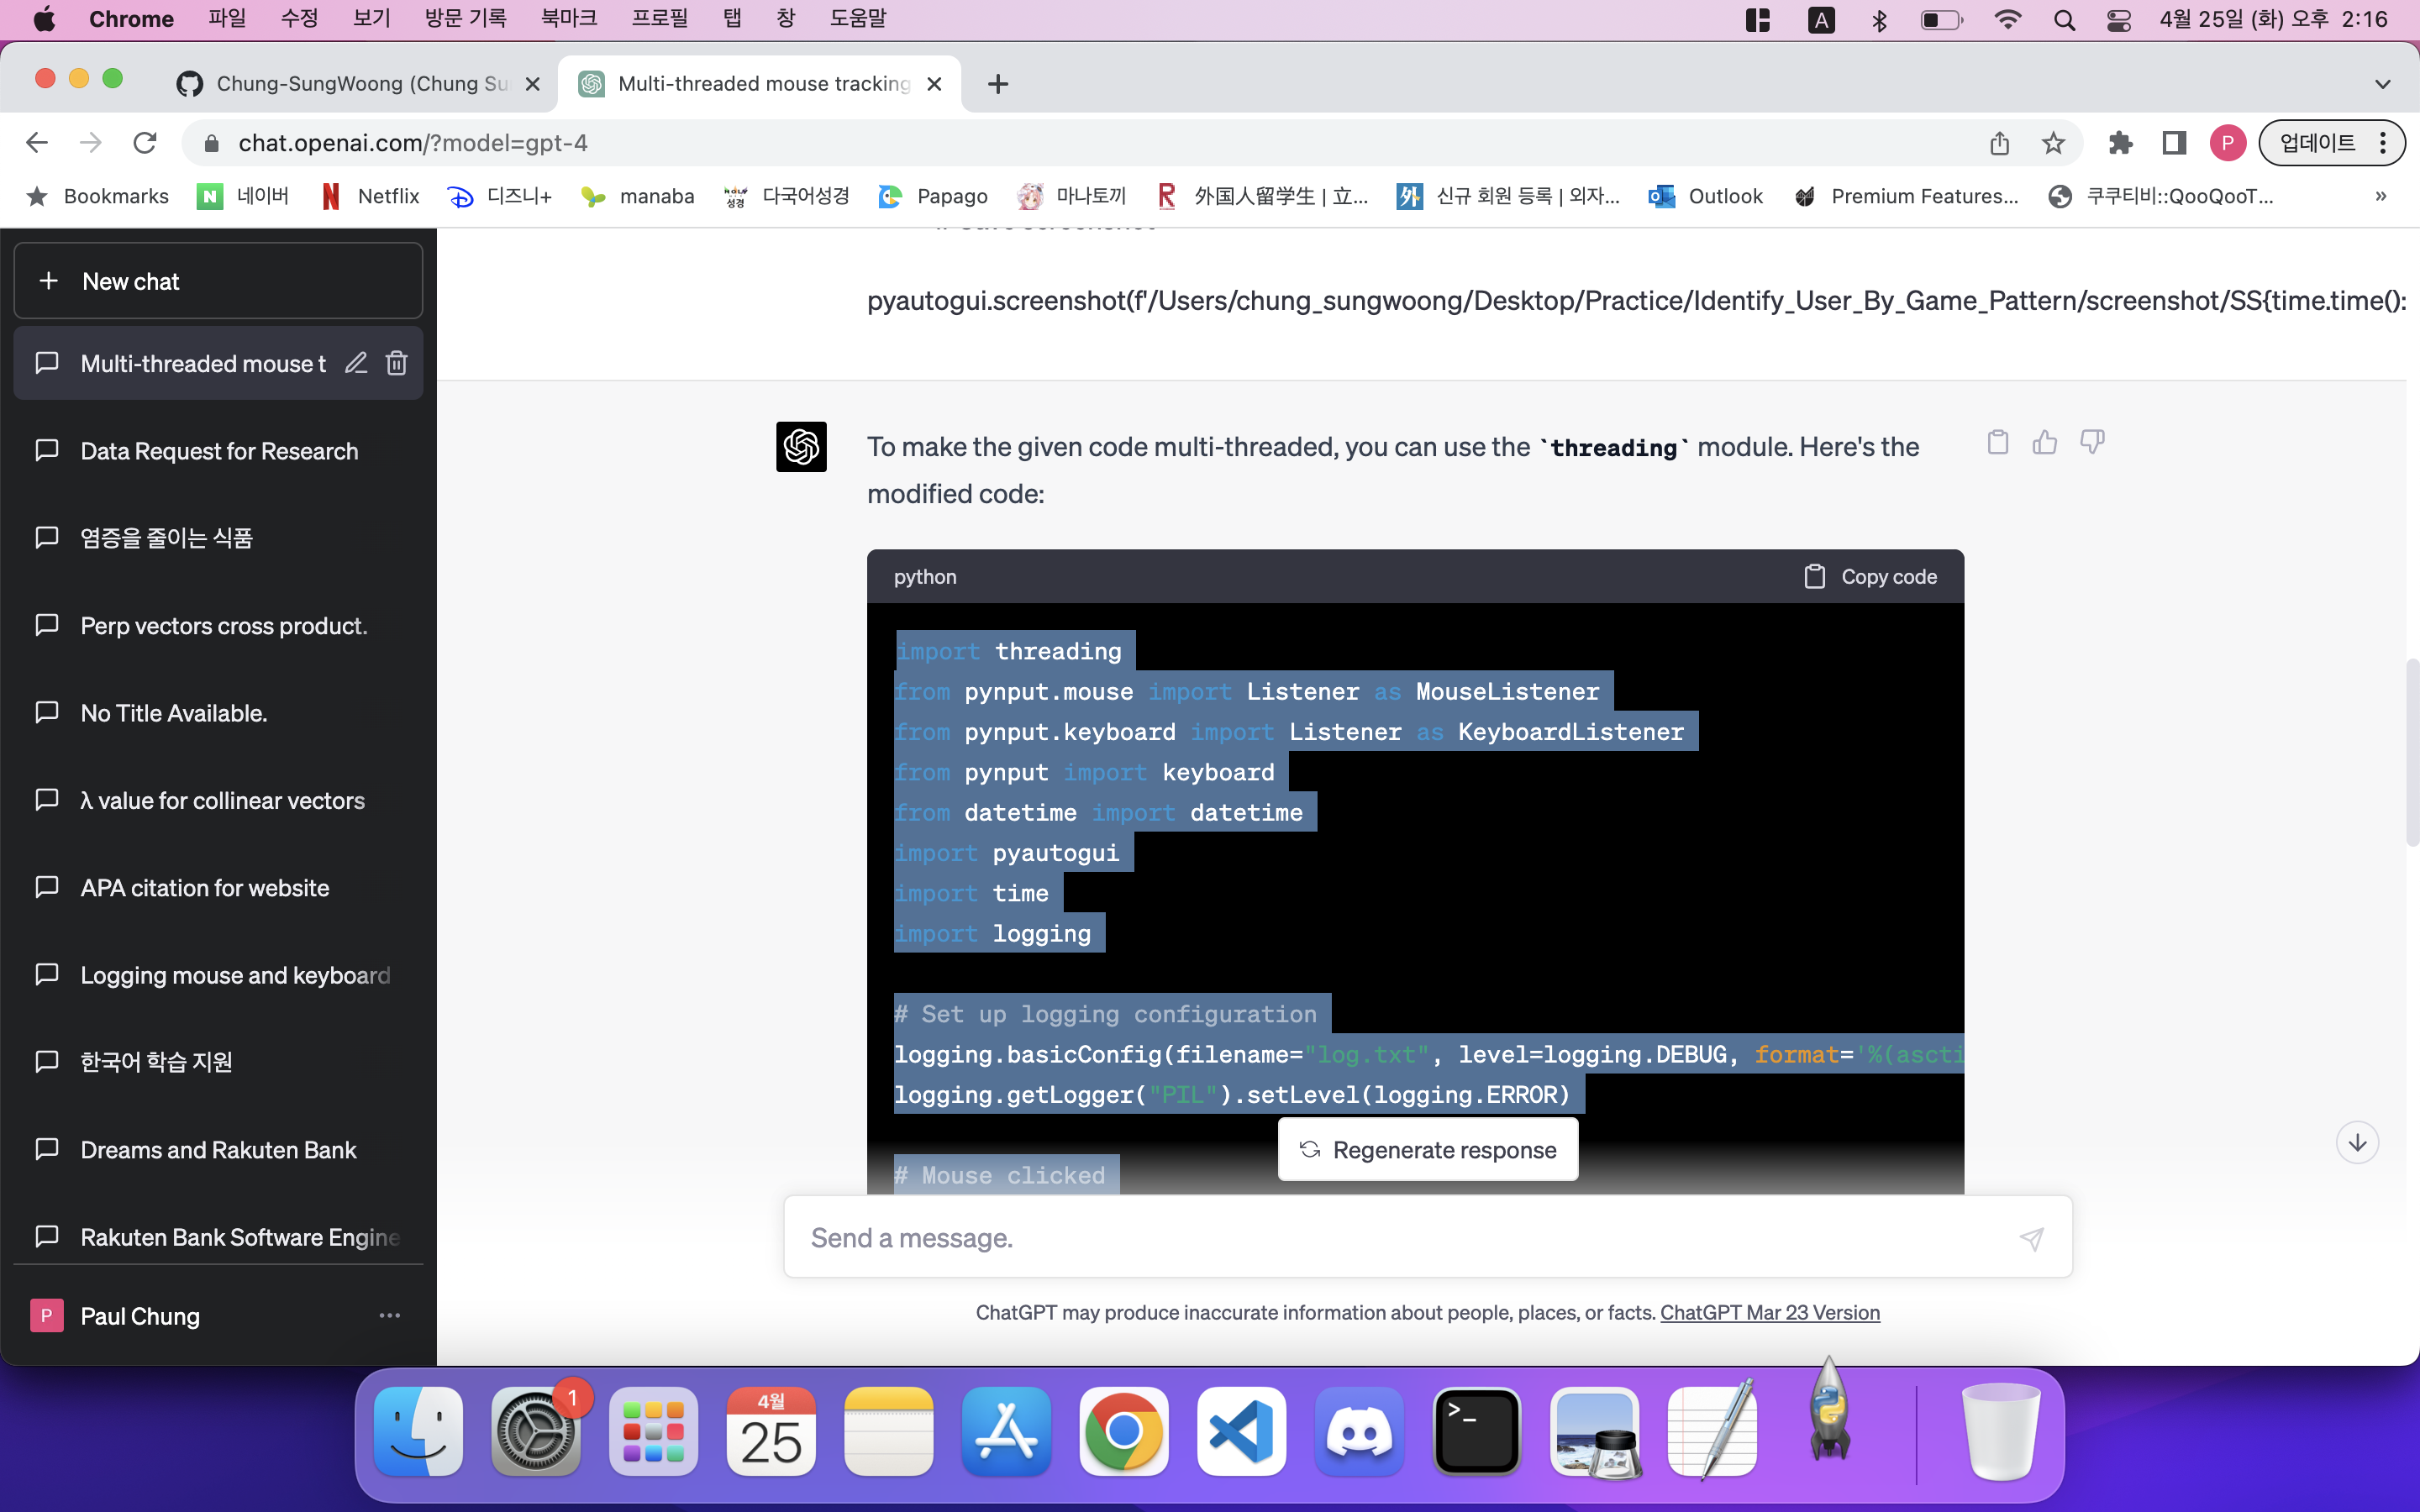 Chrome 파일 수정 보기 방문 기록 북마크 프로필 탭 창 도움말 A 4월 25일 (화) 오후 2:16
Chung-SungWoong (Chung Su Multi-threaded mouse tracking
chat.openai.com/?model=gpt-4 P 업데이트
Bookmarks N 네이버 N Netflix 디즈니+ manaba 다국어성경 Papago 마나토끼 R 外国人留学生 | 立... 外 신규 회원 등록 | 외자... Outlook Premium Features... 쿠쿠티비::QooQooT... »
New chat
Multi-threaded mouse t
Data Request for Research
염증을 줄이는 식품
Perp vectors cross product.
No Title Available.
λ value for collinear vectors
APA citation for website
Logging mouse and keyboard
한국어 학습 지원
Dreams and Rakuten Bank
Rakuten Bank Software Engine
P Paul Chung
pyautogui.screenshot(f'/Users/chung_sungwoong/Desktop/Practice/Identify_User_By_Game_Pattern/screenshot/SS{time.time():
To make the given code multi-threaded, you can use the `threading` module. Here's the
modified code:
python Copy code
import threading
from pynput.mouse import Listener as MouseListener
from pynput.keyboard import Listener as KeyboardListener
from pynput import keyboard
from datetime import datetime
import pyautogui
import time
import logging
# Set up logging configuration
logging.basicConfig(filename="log.txt", level=logging.DEBUG, format='%(ascti
logging.getLogger("PIL").setLevel(logging.ERROR)
# Mouse clicked
Regenerate response
Send a message.
ChatGPT may produce inaccurate information about people, places, or facts. ChatGPT Mar 23 Version
1
4월
25
>_